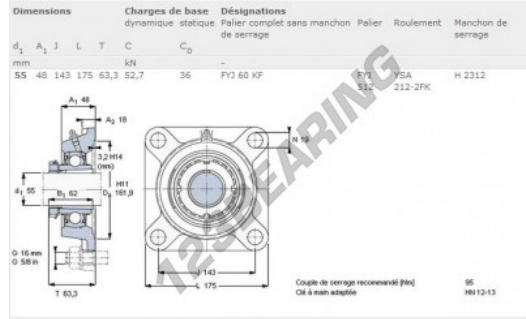 Dimensions Charges de base Désignations
dynamique statique Palier complet sans manchon Palier Roulement Manchon de
de serrage serrage
d1 A1 J L T C C0
mm kN -
55 48 143 175 63,3 52,7 36 FYJ 60 KF FYJ YSA H 2312
512 212-2FK
A1 48
A2 18
N 19
3,2 H14
(mm)
H11
d1 55
B1 62
161,9
G 16 mm
G 5/8 in
J 143
L 175
T 63,3
Couple de serrage recommandé [Nm] 95
Clé à main adaptée HN 12-13
123BEARING